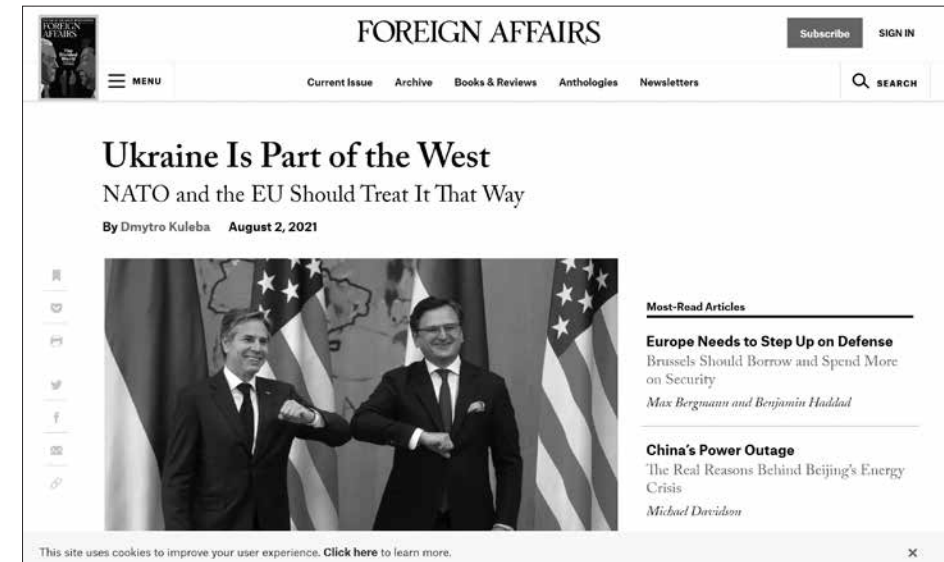 FOREIGN
AFFAIRS
FOREIGN AFFAIRS
Subscribe
SIGN IN
MENU
Current Issue
Archive
Books & Reviews
Anthologies
Newsletters
SEARCH
Ukraine Is Part of the West
NATO and the EU Should Treat It That Way
By Dmytro Kuleba August 2, 2021
Most-Read Articles
Europe Needs to Step Up on Defense
Brussels Should Borrow and Spend More
on Security
Max Bergmann and Benjamin Haddad
China's Power Outage
The Real Reasons Behind Beijing's Energy
Crisis
Michael Davidson
This site uses cookies to improve your user experience. Click here to learn more.